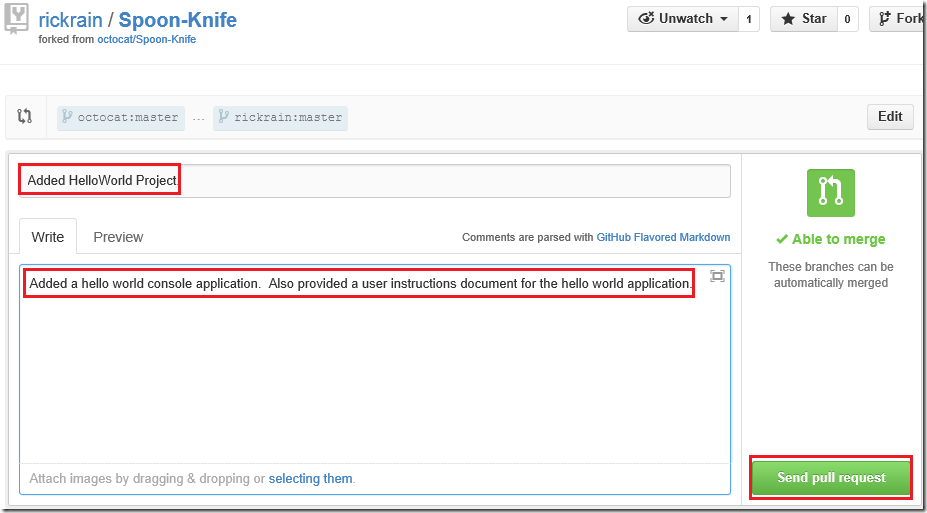 rickrain / Spoon-Knife
forked from octocat/Spoon-Knife
Unwatch 1 Star 0 Fork
octocat:master ... rickrain:master Edit
Added HelloWorld Project
Write Preview Comments are parsed with GitHub Flavored Markdown
Able to merge
Added a hello world console application.  Also provided a user instructions document for the hello world application.
These branches can be
automatically merged
Attach images by dragging & dropping or selecting them.
Send pull request